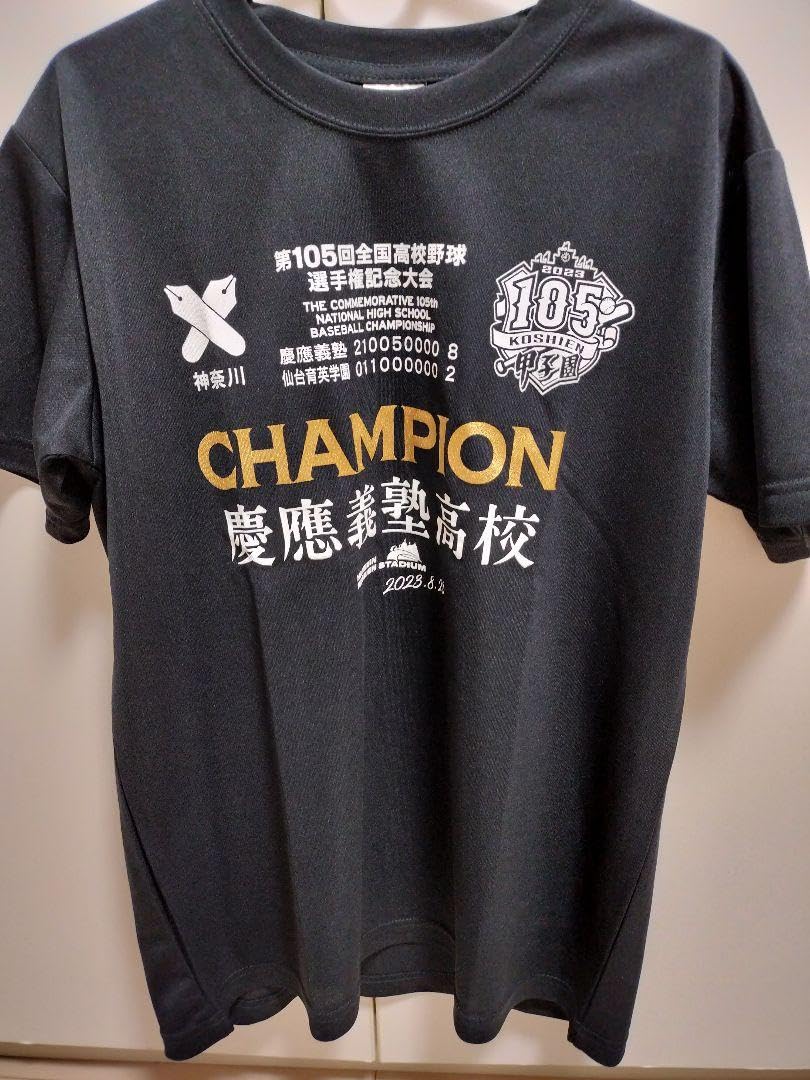 第105回全国高校野球
選手権記念大会
THE COMMEMORATIVE 105th
NATIONAL HIGH SCHOOL
BASEBALL CHAMPIONSHIP
慶應義塾 210050000 8
仙台育英学園 011000000 2
神奈川
2023
105
KOSHIEN
甲子園
CHAMPION
慶應義塾高校
STADIUM
2023.8.